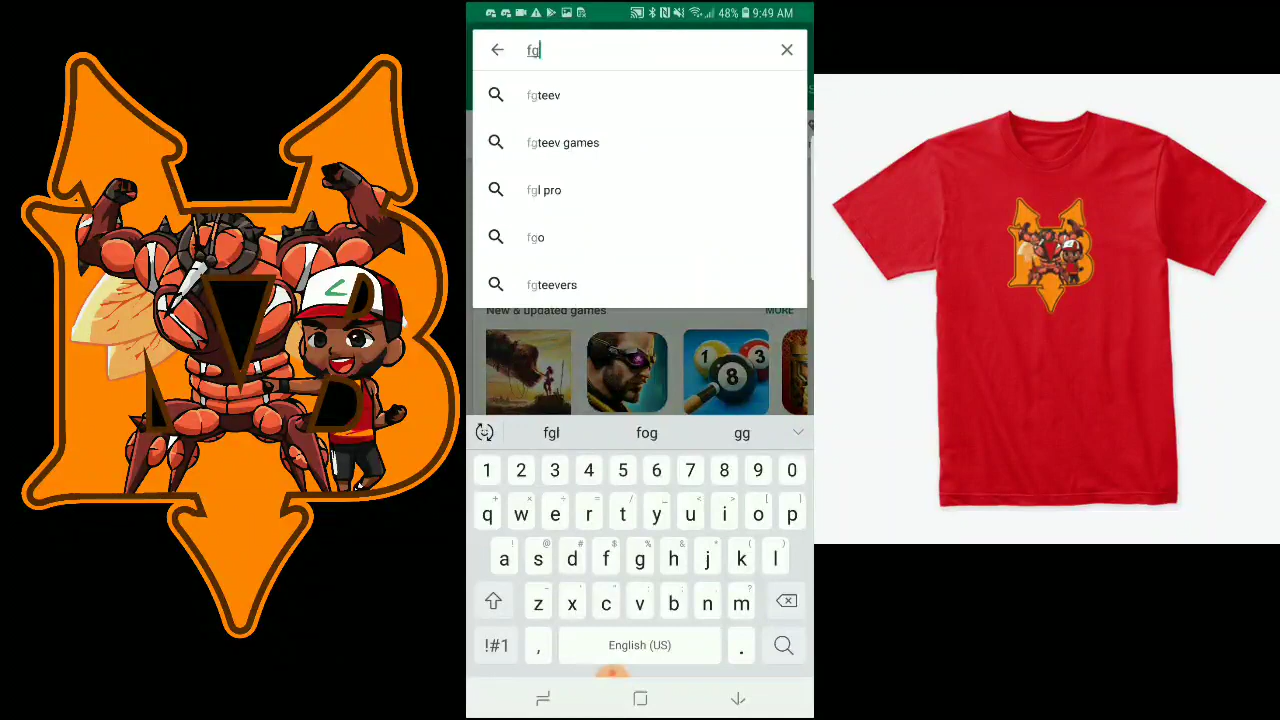 48% 9:49 AM
fg
fgteev
fgteev games
fgl pro
fgo
fgteevers
New & updated games MORE
fgl fog gg
1 2 3 4 5 6 7 8 9 0
q w e r t y u i o p
a s d f g h j k l
z x c v b n m
!#1 , English (US) .